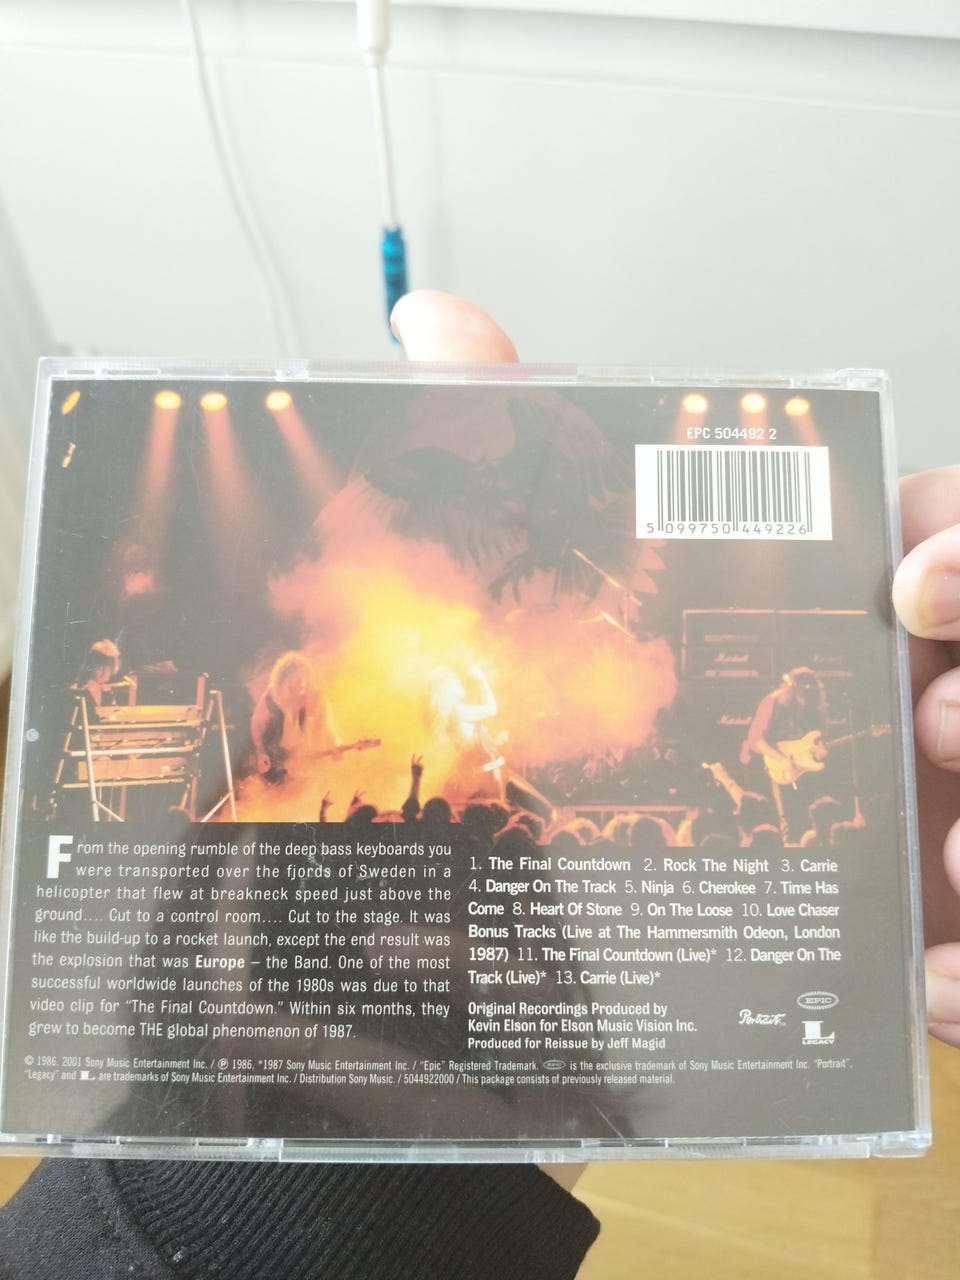 EPC 504492 2
5 099750 449226
Marshall
Marshall
Marshall
From the opening rumble of the deep bass keyboards you
were transported over the fjords of Sweden in a
helicopter that flew at breakneck speed just above the
ground.... Cut to a control room.... Cut to the stage. It was
like the build-up to a rocket launch, except the end result was
the explosion that was Europe – the Band. One of the most
successful worldwide launches of the 1980s was due to that
video clip for "The Final Countdown." Within six months, they
grew to become THE global phenomenon of 1987.
1. The Final Countdown 2. Rock The Night 3. Carrie
4. Danger On The Track 5. Ninja 6. Cherokee 7. Time Has
Come 8. Heart Of Stone 9. On The Loose 10. Love Chaser
Bonus Tracks (Live at The Hammersmith Odeon, London
1987) 11. The Final Countdown (Live)* 12. Danger On The
Track (Live)* 13. Carrie (Live)*
Original Recordings Produced by
Kevin Elson for Elson Music Vision Inc.
Produced for Reissue by Jeff Magid
Portrait
EPIC
L
LEGACY
© 1986, 2001 Sony Music Entertainment Inc. / ℗ 1986, *1987 Sony Music Entertainment Inc. / "Epic" Registered Trademark. EPIC is the exclusive trademark of Sony Music Entertainment Inc. "Portrait",
"Legacy" and L are trademarks of Sony Music Entertainment Inc. / Distribution Sony Music. / 5044922000 / This package consists of previously released material.